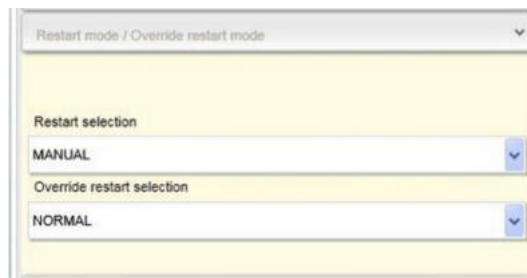 Restart mode / Override restart mode
Restart selection
MANUAL
Override restart selection
NORMAL